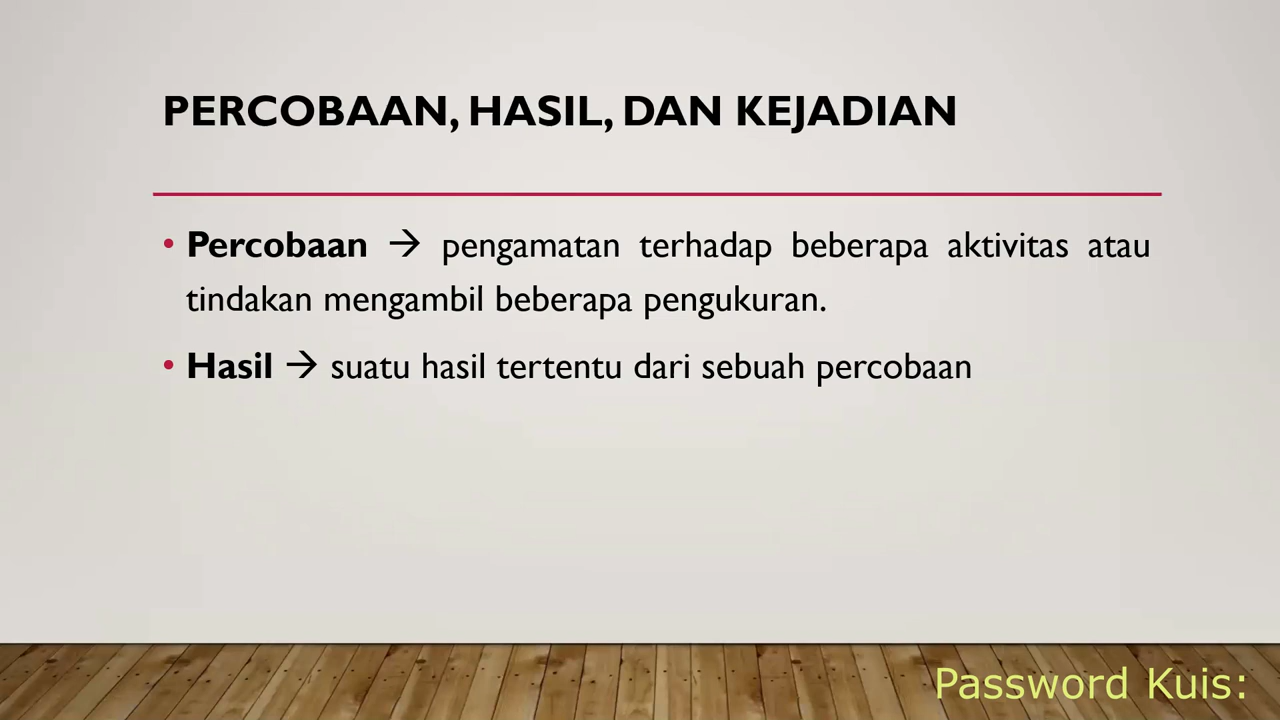 PERCOBAAN, HASIL, DAN KEJADIAN
• Percobaan → pengamatan terhadap beberapa aktivitas atau
tindakan mengambil beberapa pengukuran.
• Hasil → suatu hasil tertentu dari sebuah percobaan
Password Kuis: